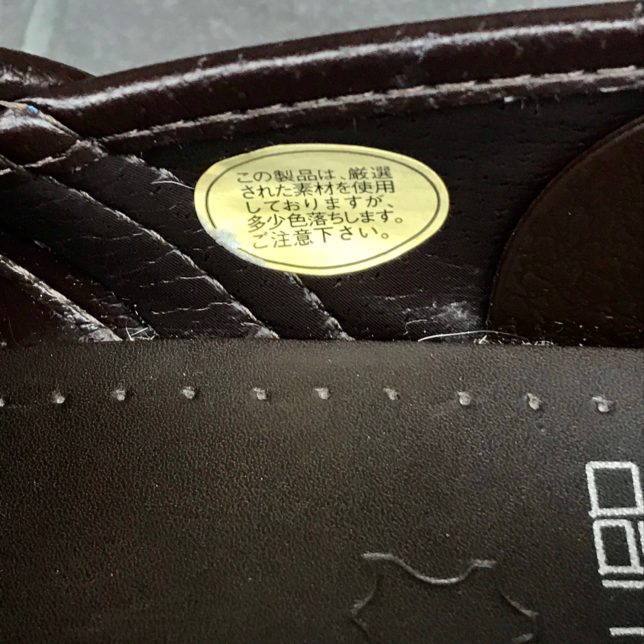 この製品は、厳選
された素材を使用
しておりますが、
多少色落ちします。
ご注意下さい。